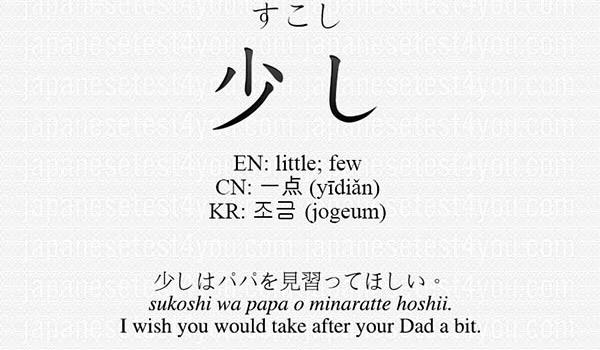 すこし
少し
EN: little; few
CN: 一点 (yīdiǎn)
KR: 조금 (jogeum)
少しはパパを見習ってほしい。
sukoshi wa papa o minaratte hoshii.
I wish you would take after your Dad a bit.
japanesetest4you.com